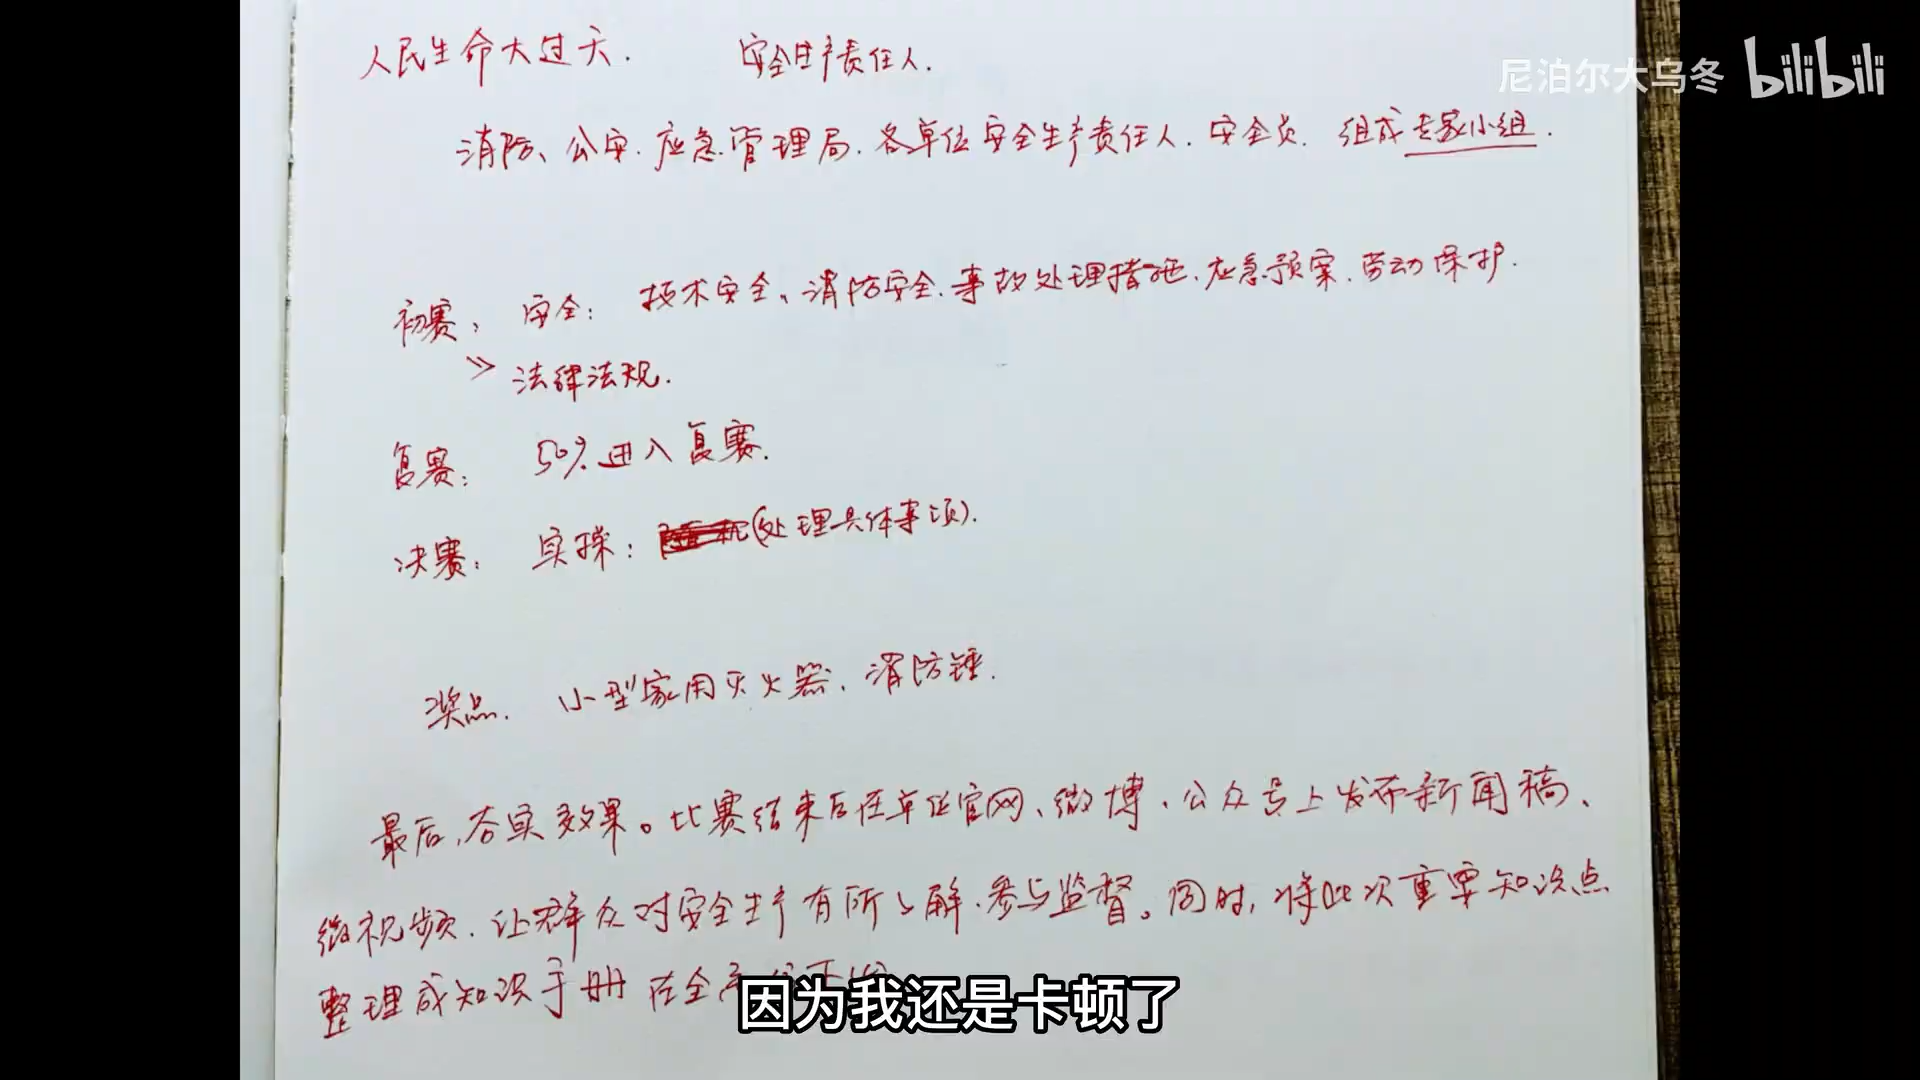 人民生命大过天.  安全生产责任人.
尼泊尔大乌冬 bilibili
消防、公安.应急管理局.各单位安全生产责任人.安全员. 组成专家小组.
初赛: 安全: 技术安全、消防安全.事故处理措施.应急预案.劳动保护.
>> 法律法规.
复赛: 50%进入复赛.
决赛: 实操: (处理具体事项).
奖品. 小型家用灭火器.消防锤.
最后,夯实效果。比赛结束后在单位官网、微博、公众号上发布新闻稿、
微视频.让群众对安全生产有所了解.参与监督。同时,将此次重要知识点
整理成知识手册 在全
因为我还是卡顿了